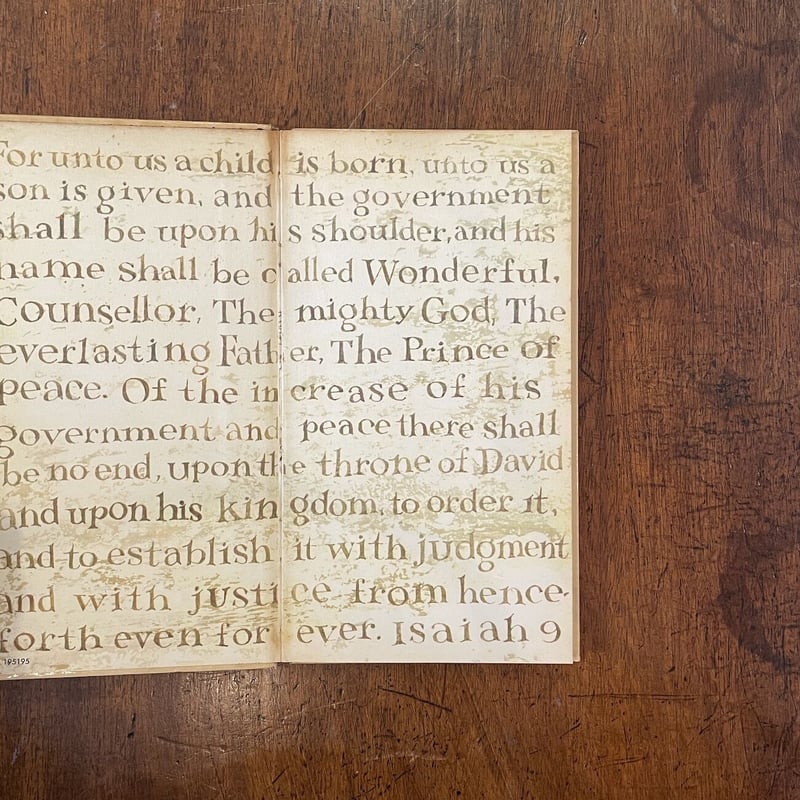 For unto us a child is born, unto us a
son is given, and the government
shall be upon his shoulder, and his
name shall be called Wonderful,
Counsellor, The mighty God, The
everlasting Father, The Prince of
peace. Of the increase of his
government and peace there shall
be no end, upon the throne of David
and upon his kingdom, to order it,
and to establish it with judgment
and with justice from hence-
forth even for ever. Isaiah 9
195195